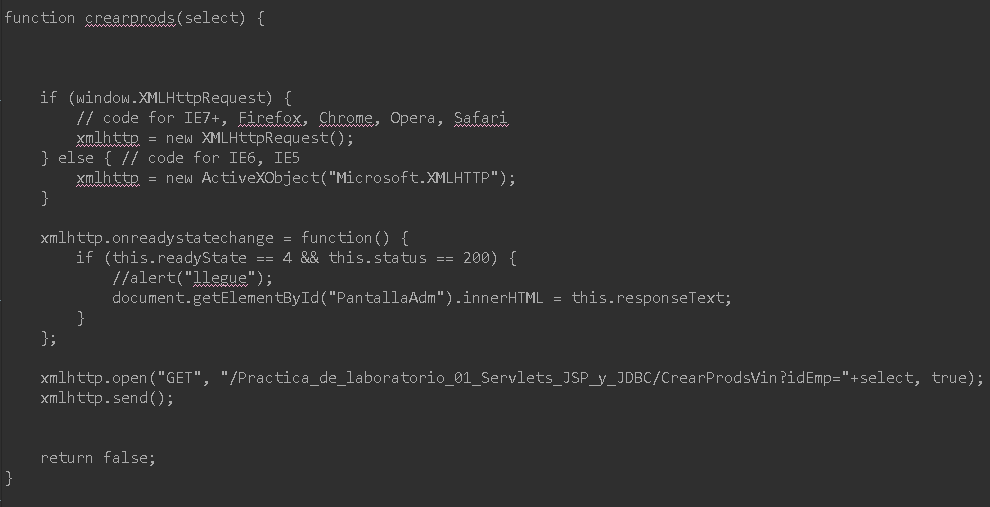 function crearprods(select) {
if (window.XMLHttpRequest) {
// code for IE7+, Firefox, Chrome, Opera, Safari
xmlhttp = new XMLHttpRequest();
} else { // code for IE6, IE5
xmlhttp = new ActiveXObject("Microsoft.XMLHTTP");
}
xmlhttp.onreadystatechange = function() {
if (this.readyState == 4 && this.status == 200) {
//alert("llegue");
document.getElementById("PantallaAdm").innerHTML = this.responseText;
}
};
xmlhttp.open("GET", "/Practica_de_laboratorio_01_Servlets_JSP_y_JDBC/CrearProdsVin?idEmp="+select, true);
xmlhttp.send();
return false;
}